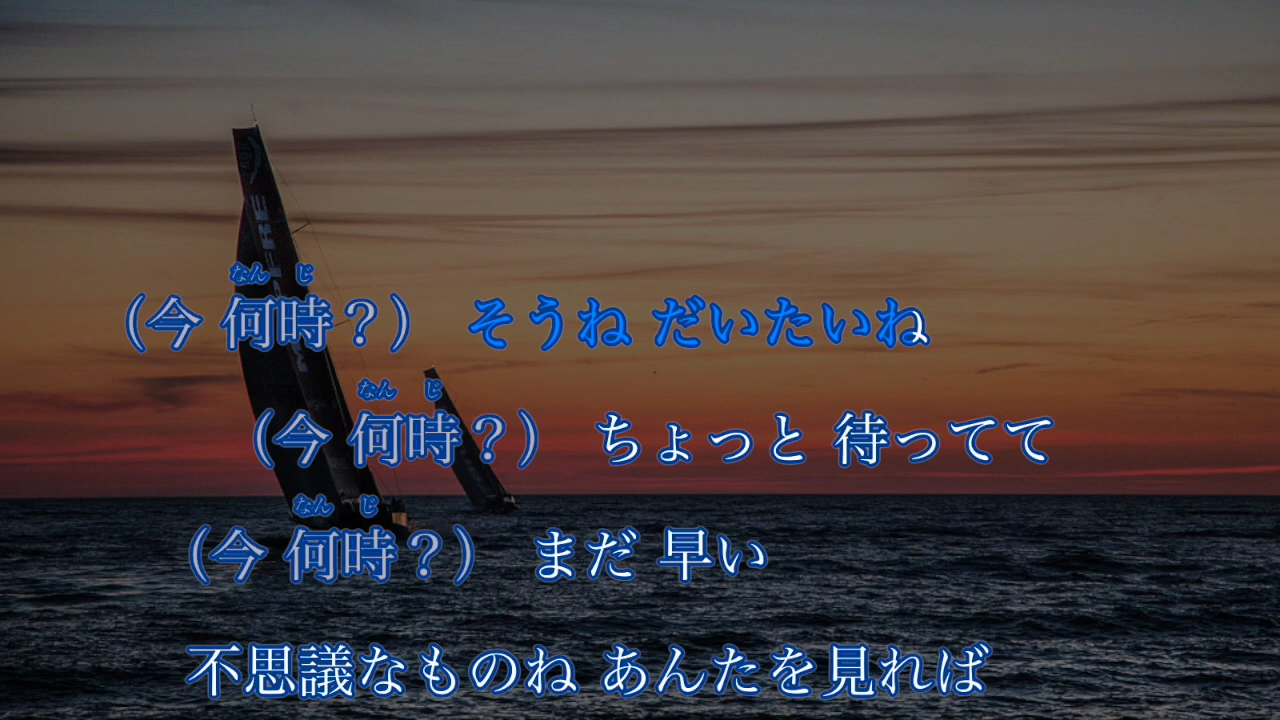 なん じ
(今 何時?) そうね だいたいね
なん じ
(今 何時?) ちょっと 待ってて
なん じ
(今 何時?) まだ 早い
不思議なものね あんたを見れば